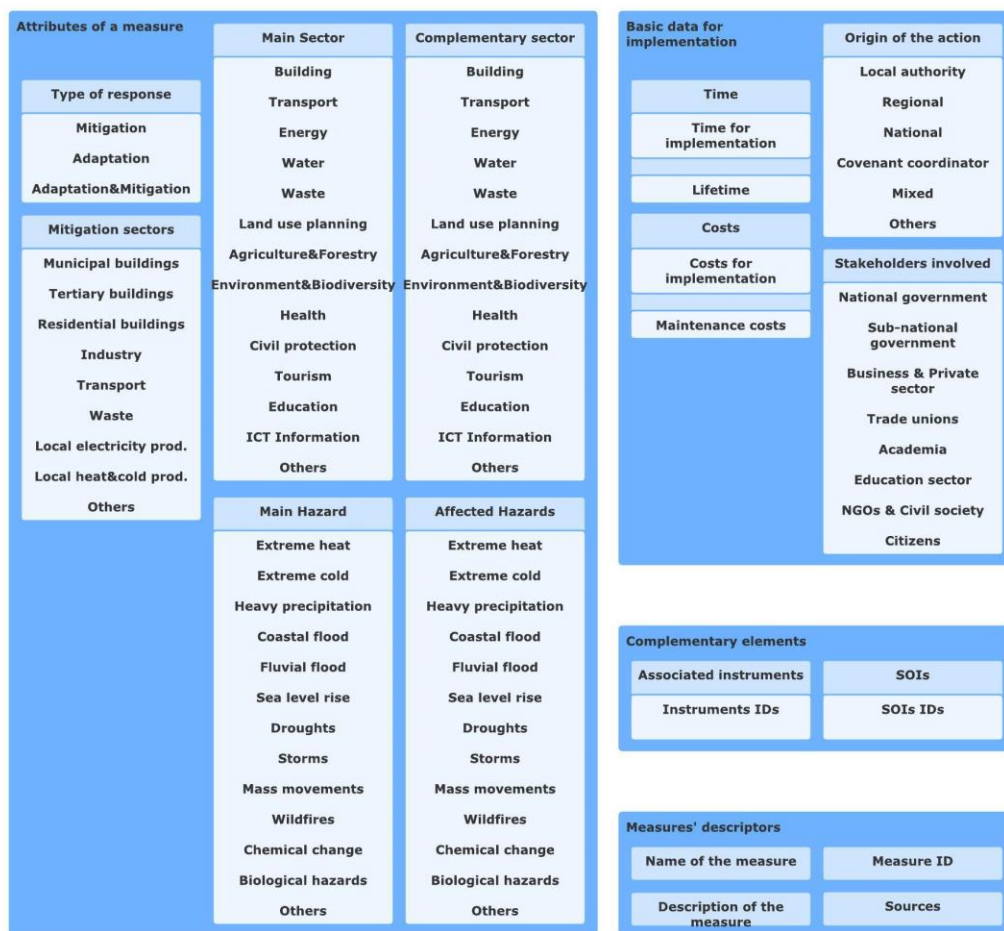 Attributes of a measure
Type of response
Mitigation
Adaptation
Adaptation&Mitigation
Mitigation sectors
Municipal buildings
Tertiary buildings
Residential buildings
Industry
Transport
Waste
Local electricity prod.
Local heat&cold prod.
Others
Main Sector
Building
Transport
Energy
Water
Waste
Land use planning
Agriculture&Forestry
Environment&Biodiversity
Health
Civil protection
Tourism
Education
ICT Information
Others
Complementary sector
Building
Transport
Energy
Water
Waste
Land use planning
Agriculture&Forestry
Environment&Biodiversity
Health
Civil protection
Tourism
Education
ICT Information
Others
Main Hazard
Extreme heat
Extreme cold
Heavy precipitation
Coastal flood
Fluvial flood
Sea level rise
Droughts
Storms
Mass movements
Wildfires
Chemical change
Biological hazards
Others
Affected Hazards
Extreme heat
Extreme cold
Heavy precipitation
Coastal flood
Fluvial flood
Sea level rise
Droughts
Storms
Mass movements
Wildfires
Chemical change
Biological hazards
Others
Basic data for
implementation
Time
Time for
implementation
Lifetime
Costs
Costs for
implementation
Maintenance costs
Origin of the action
Local authority
Regional
National
Covenant coordinator
Mixed
Others
Stakeholders involved
National government
Sub-national
government
Business & Private
sector
Trade unions
Academia
Education sector
NGOs & Civil society
Citizens
Complementary elements
Associated instruments
Instruments IDs
SOIs
SOIs IDs
Measures' descriptors
Name of the measure
Measure ID
Description of the
measure
Sources